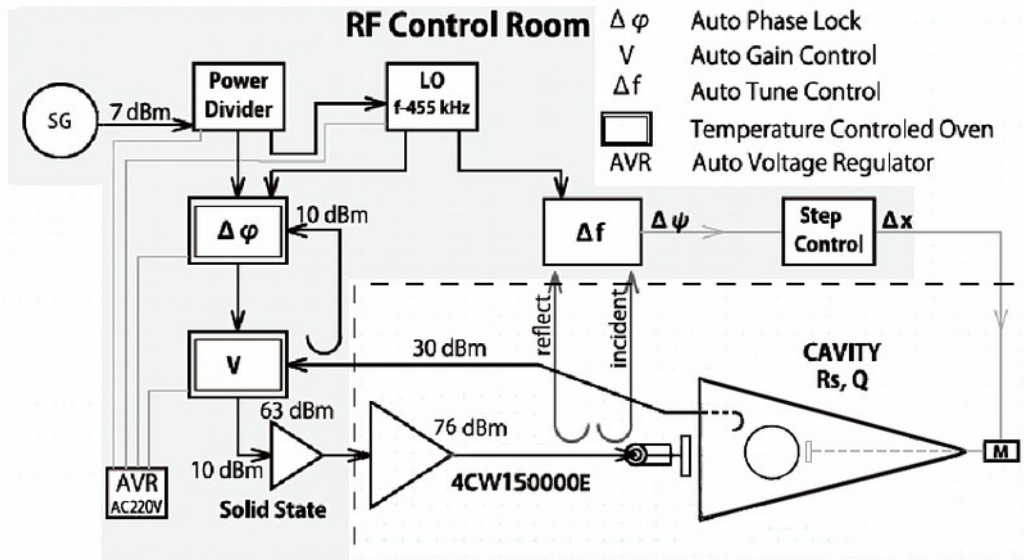 RF Control Room
Δφ Auto Phase Lock
V Auto Gain Control
Δf Auto Tune Control
Temperature Controled Oven
AVR Auto Voltage Regulator
SG
7 dBm
Power
Divider
LO
f-455 kHz
Δφ
10 dBm
Δf
Δψ
Step
Control
Δx
reflect
incident
V
30 dBm
CAVITY
Rs, Q
63 dBm
76 dBm
10 dBm
4CW150000E
M
AVR
AC220V
Solid State